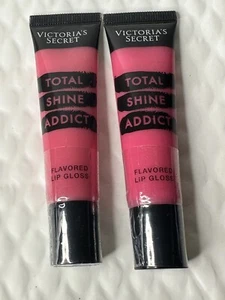 VICTORIA'S
SECRET
TOTAL
SHINE
ADDICT
FLAVORED
LIP GLOSS
VICTORIA'S
SECRET
TOTAL
SHINE
ADDICT
FLAVORED
LIP GLOSS